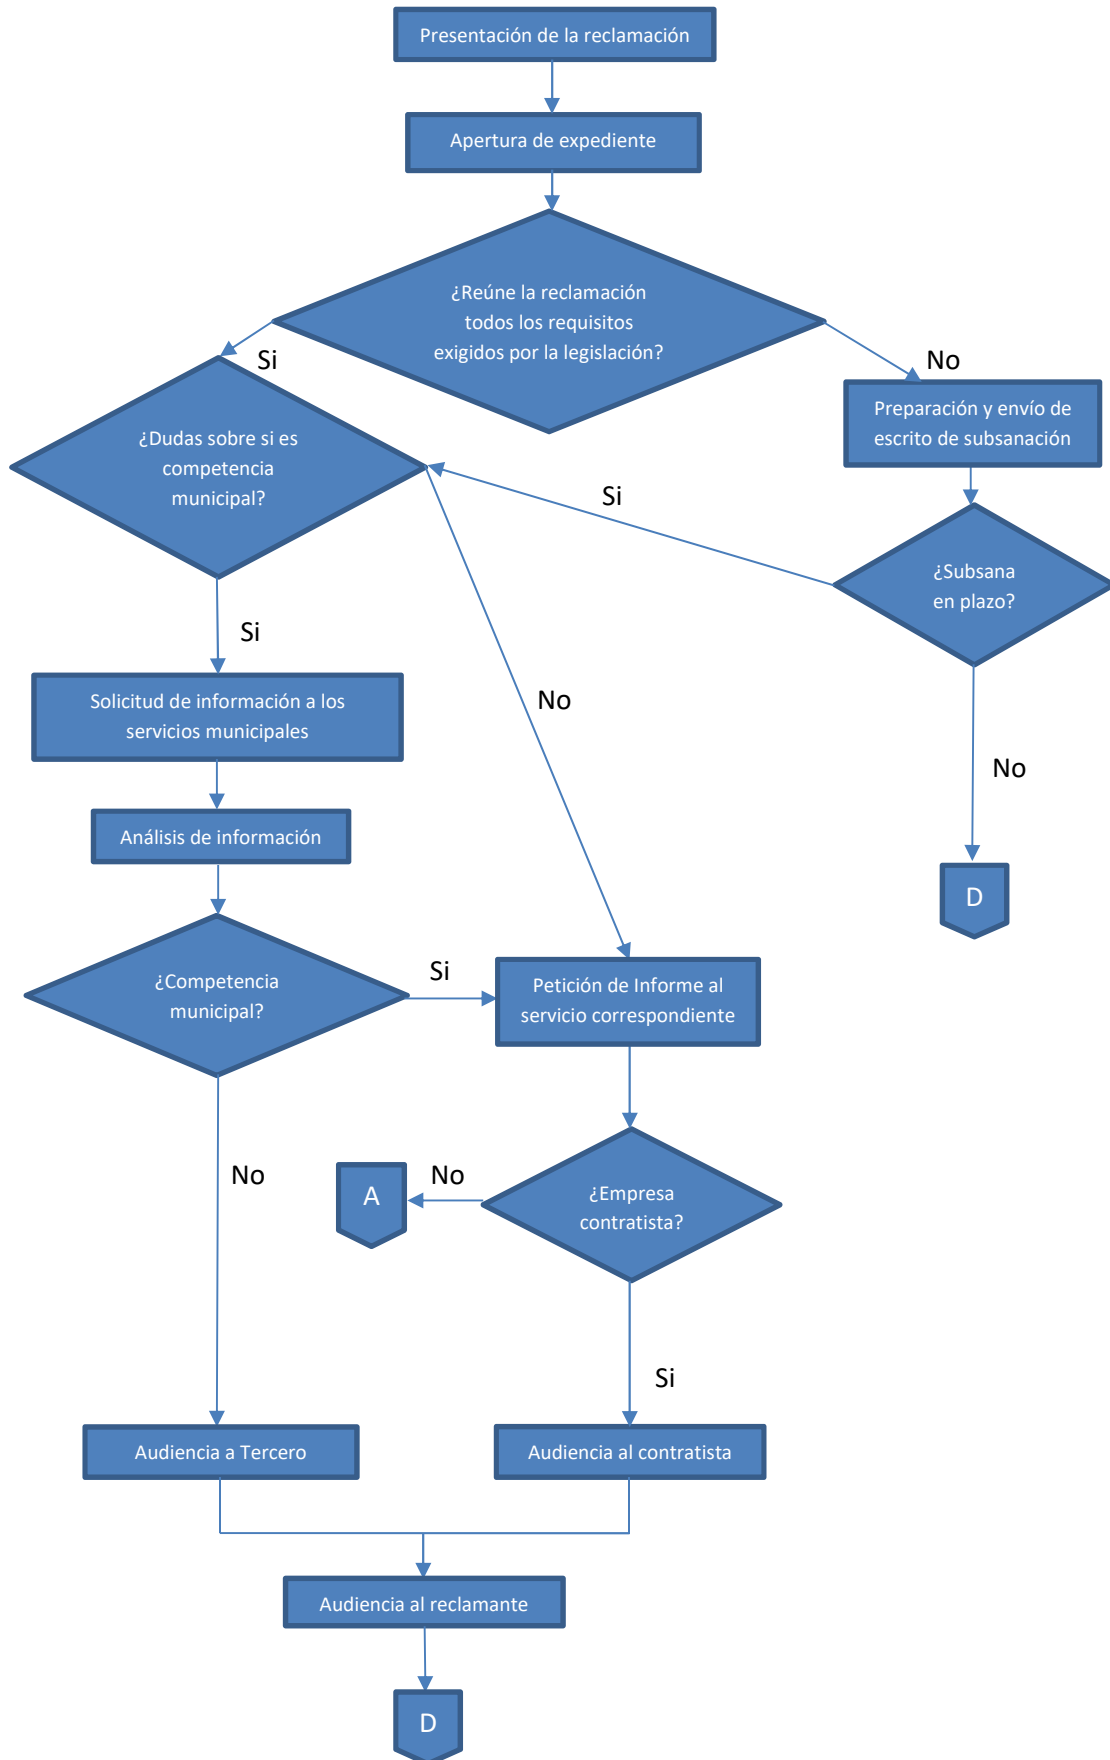 Presentación de la reclamación
Apertura de expediente
¿Reúne la reclamación
todos los requisitos
exigidos por la legislación?
Si
No
¿Dudas sobre si es
competencia
municipal?
Preparación y envío de
escrito de subsanación
Si
¿Subsana
en plazo?
Si
Solicitud de información a los
servicios municipales
No
No
Análisis de información
D
¿Competencia
municipal?
Si
Petición de Informe al
servicio correspondiente
No
A
No
¿Empresa
contratista?
Si
Audiencia a Tercero
Audiencia al contratista
Audiencia al reclamante
D